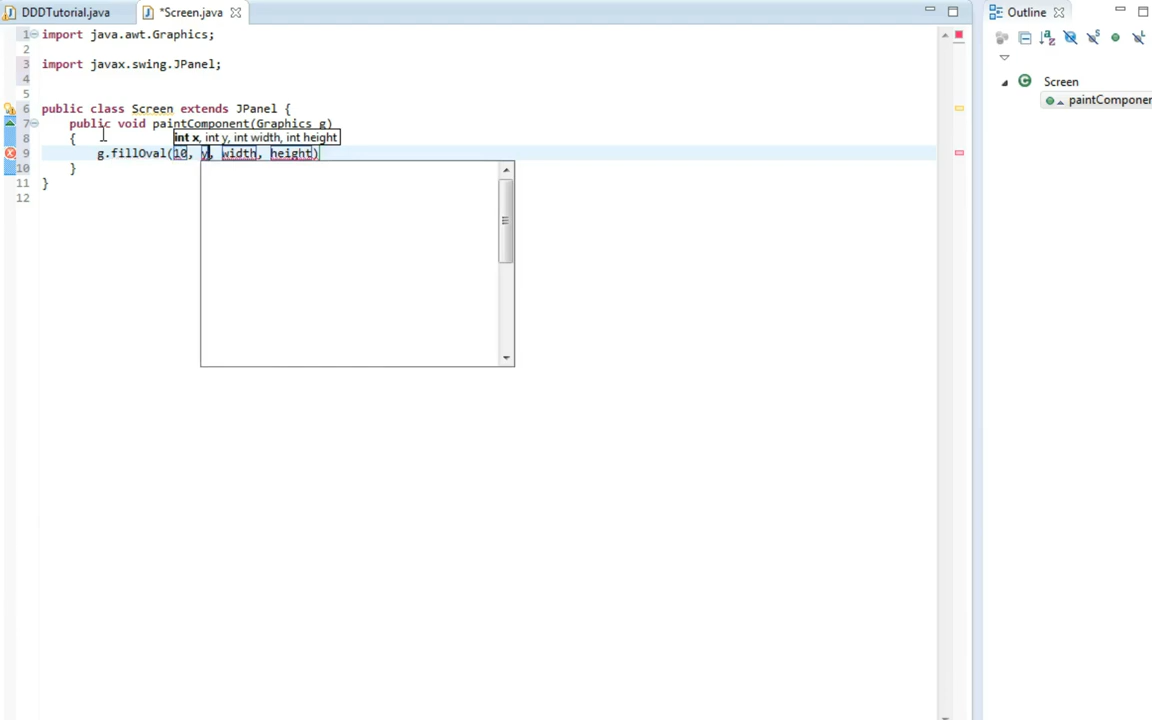 DDDTutorial.java *Screen.java Outline
1 import java.awt.Graphics;
2
3 import javax.swing.JPanel;
4
5
6 public class Screen extends JPanel {
7 public void paintComponent(Graphics g)
int x, int y, int width, int height
8 {
9 g.fillOval(10, y, width, height)
10 }
11 }
12
Screen
paintComponer